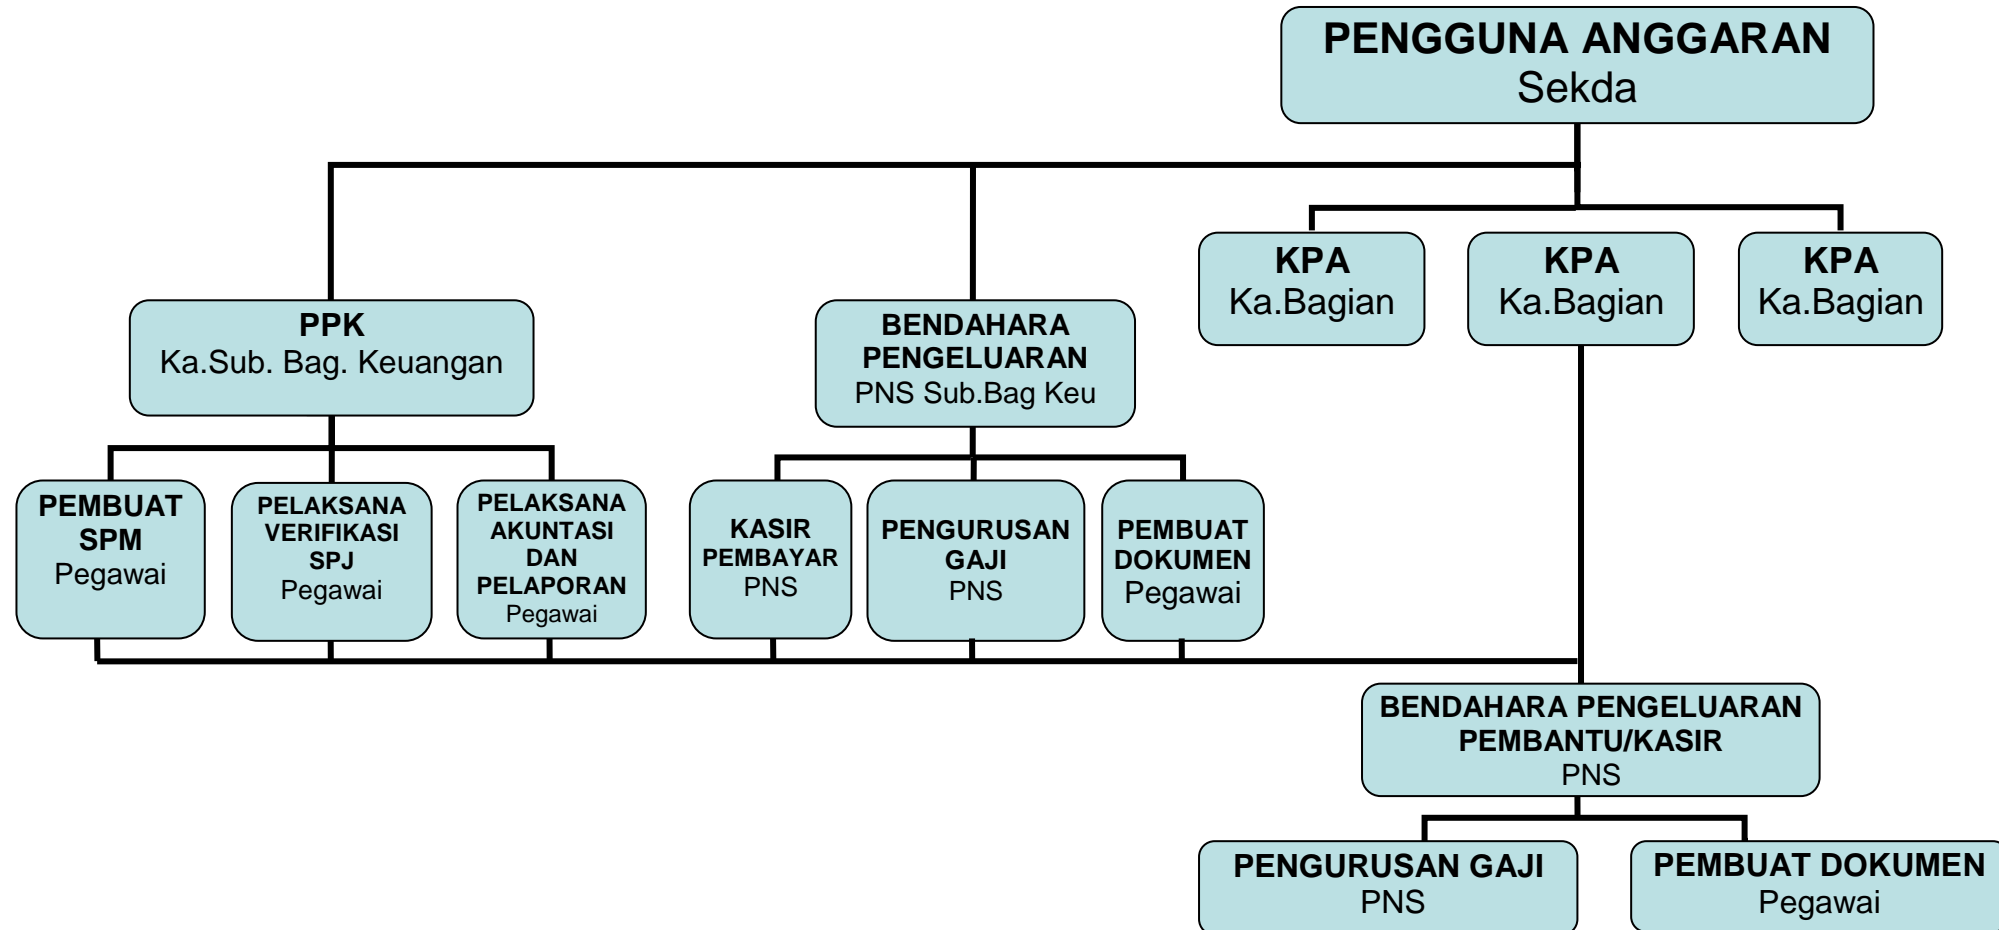 PENGGUNA ANGGARAN
Sekda
KPA
Ka.Bagian
KPA
Ka.Bagian
KPA
Ka.Bagian
PPK
Ka.Sub. Bag. Keuangan
BENDAHARA
PENGELUARAN
PNS Sub.Bag Keu
PEMBUAT
SPM
Pegawai
PELAKSANA
VERIFIKASI
SPJ
Pegawai
PELAKSANA
AKUNTASI
DAN
PELAPORAN
Pegawai
KASIR
PEMBAYAR
PNS
PENGURUSAN
GAJI
PNS
PEMBUAT
DOKUMEN
Pegawai
BENDAHARA PENGELUARAN
PEMBANTU/KASIR
PNS
PENGURUSAN GAJI
PNS
PEMBUAT DOKUMEN
Pegawai